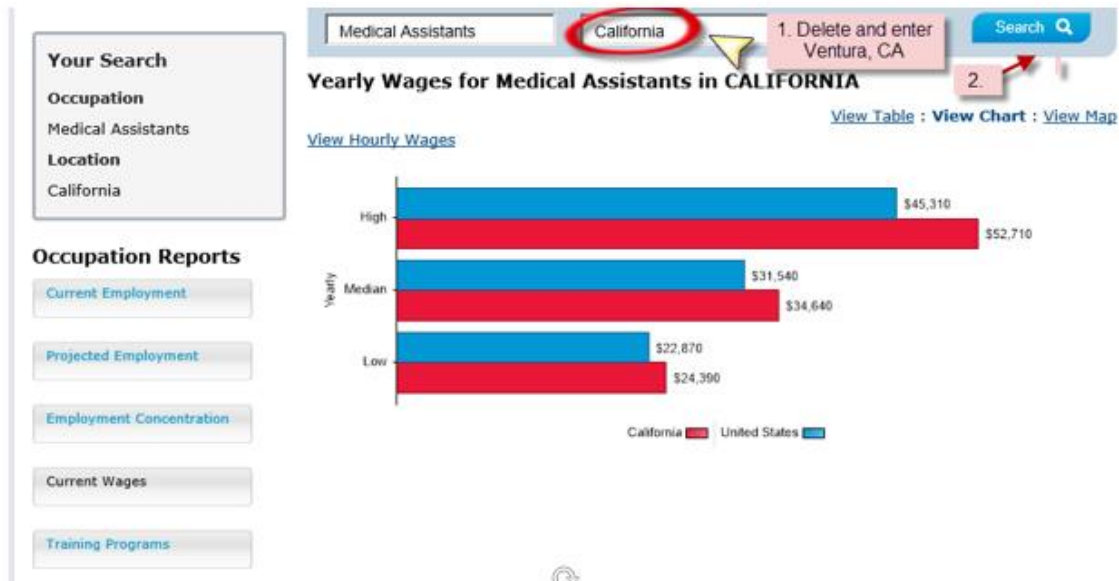 Medical Assistants
California
1. Delete and enter
Ventura, CA
Search
2.
Your Search
Occupation
Medical Assistants
Location
California
Yearly Wages for Medical Assistants in CALIFORNIA
View Table : View Chart : View Map
View Hourly Wages
$45,310
High
$52,710
Yearly
$31,540
Median
$34,640
$22,870
Low
$24,390
California United States
Occupation Reports
Current Employment
Projected Employment
Employment Concentration
Current Wages
Training Programs